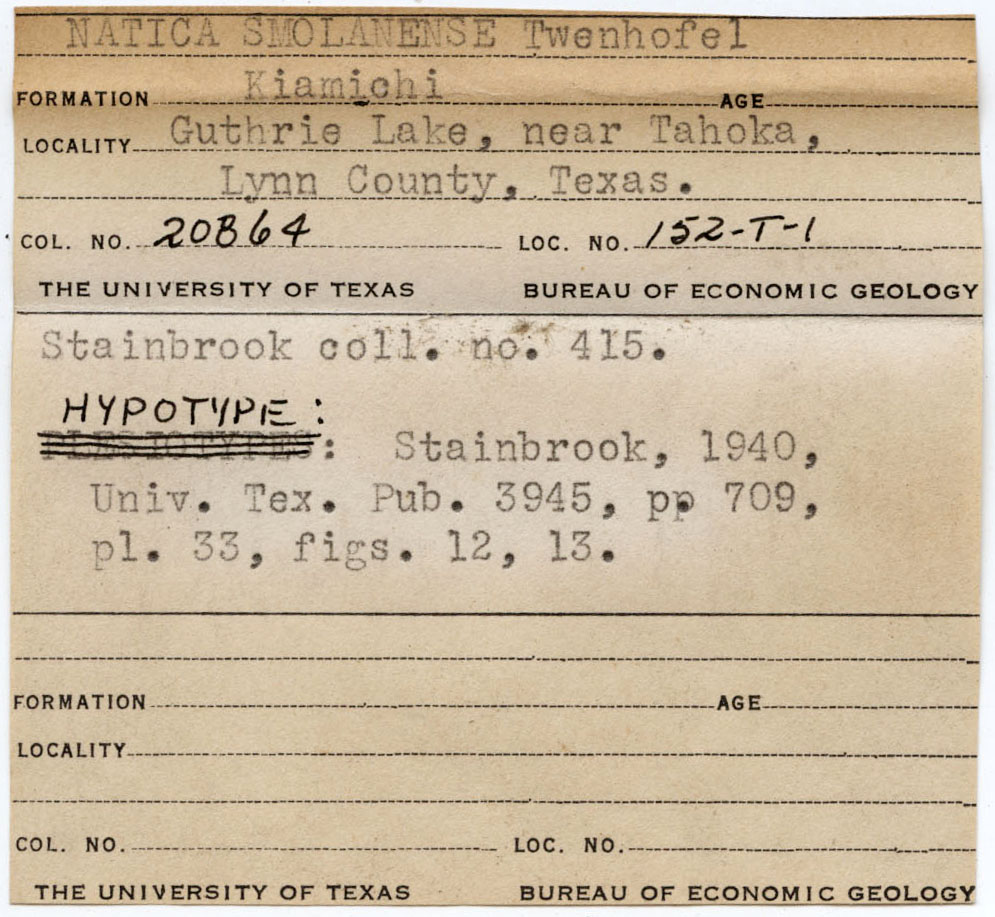 NATICA SMOLANENSE Twenhofel
FORMATION Kiamichi AGE
LOCALITY Guthrie Lake, near Tahoka,
Lynn County, Texas.
COL. NO. 20864 LOC. NO. 152-T-1
THE UNIVERSITY OF TEXAS BUREAU OF ECONOMIC GEOLOGY
Stainbrook coll. no. 415.
HYPOTYPE:
PLESIOTYPES: Stainbrook, 1940,
Univ. Tex. Pub. 3945, pp 709,
pl. 33, figs. 12, 13.
FORMATION AGE
LOCALITY
COL. NO. LOC. NO.
THE UNIVERSITY OF TEXAS BUREAU OF ECONOMIC GEOLOGY